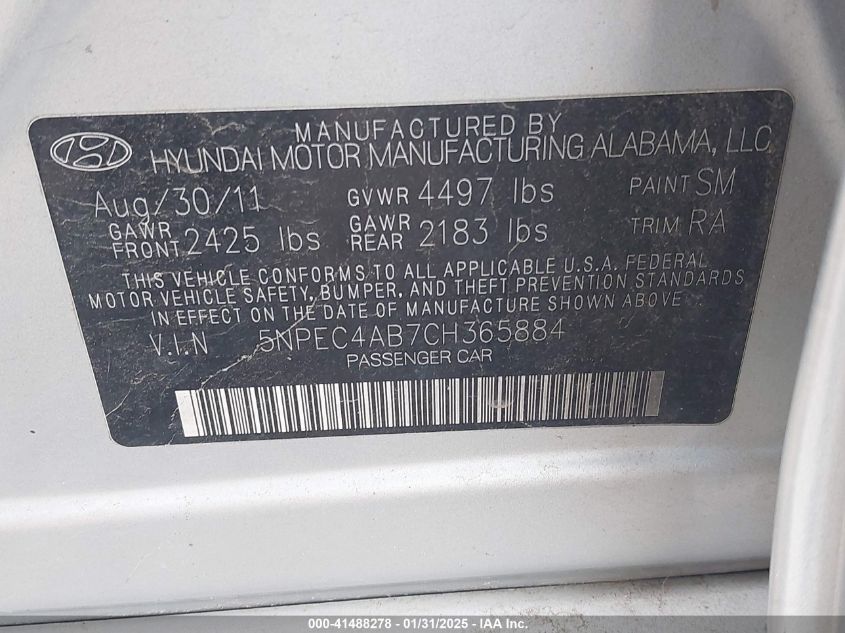 MANUFACTURED BY
HYUNDAI MOTOR MANUFACTURING ALABAMA, LLC
Aug/30/11 GVWR 4497 lbs PAINT SM
GAWR FRONT 2425 lbs GAWR REAR 2183 lbs TRIM RA
THIS VEHICLE CONFORMS TO ALL APPLICABLE U.S.A. FEDERAL
MOTOR VEHICLE SAFETY, BUMPER, AND THEFT PREVENTION STANDARDS
IN EFFECT ON THE DATE OF MANUFACTURE SHOWN ABOVE.
V.I.N 5NPEC4AB7CH365884
PASSENGER CAR
000-41488278 - 01/31/2025 - IAA Inc.